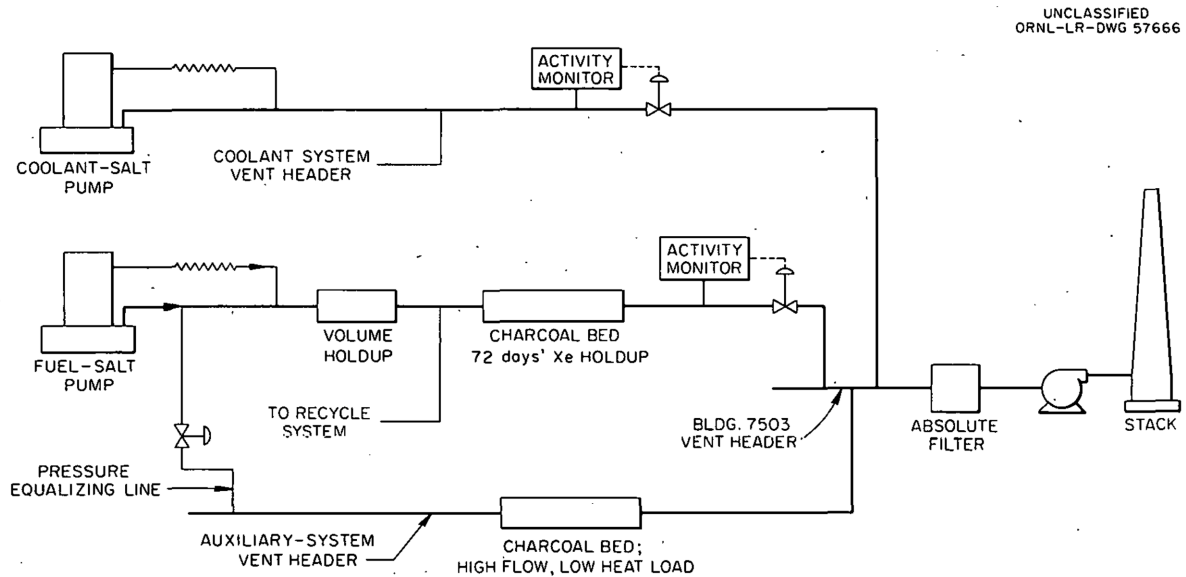 UNCLASSIFIED
ORNL-LR-DWG 57666
ACTIVITY
MONITOR
COOLANT-SALT
PUMP
COOLANT SYSTEM
VENT HEADER
ACTIVITY
MONITOR
FUEL-SALT
PUMP
VOLUME
HOLDUP
CHARCOAL BED
72 days' Xe HOLDUP
TO RECYCLE
SYSTEM
BLDG. 7503
VENT HEADER
ABSOLUTE
FILTER
STACK
PRESSURE
EQUALIZING LINE
AUXILIARY-SYSTEM
VENT HEADER
CHARCOAL BED;
HIGH FLOW, LOW HEAT LOAD